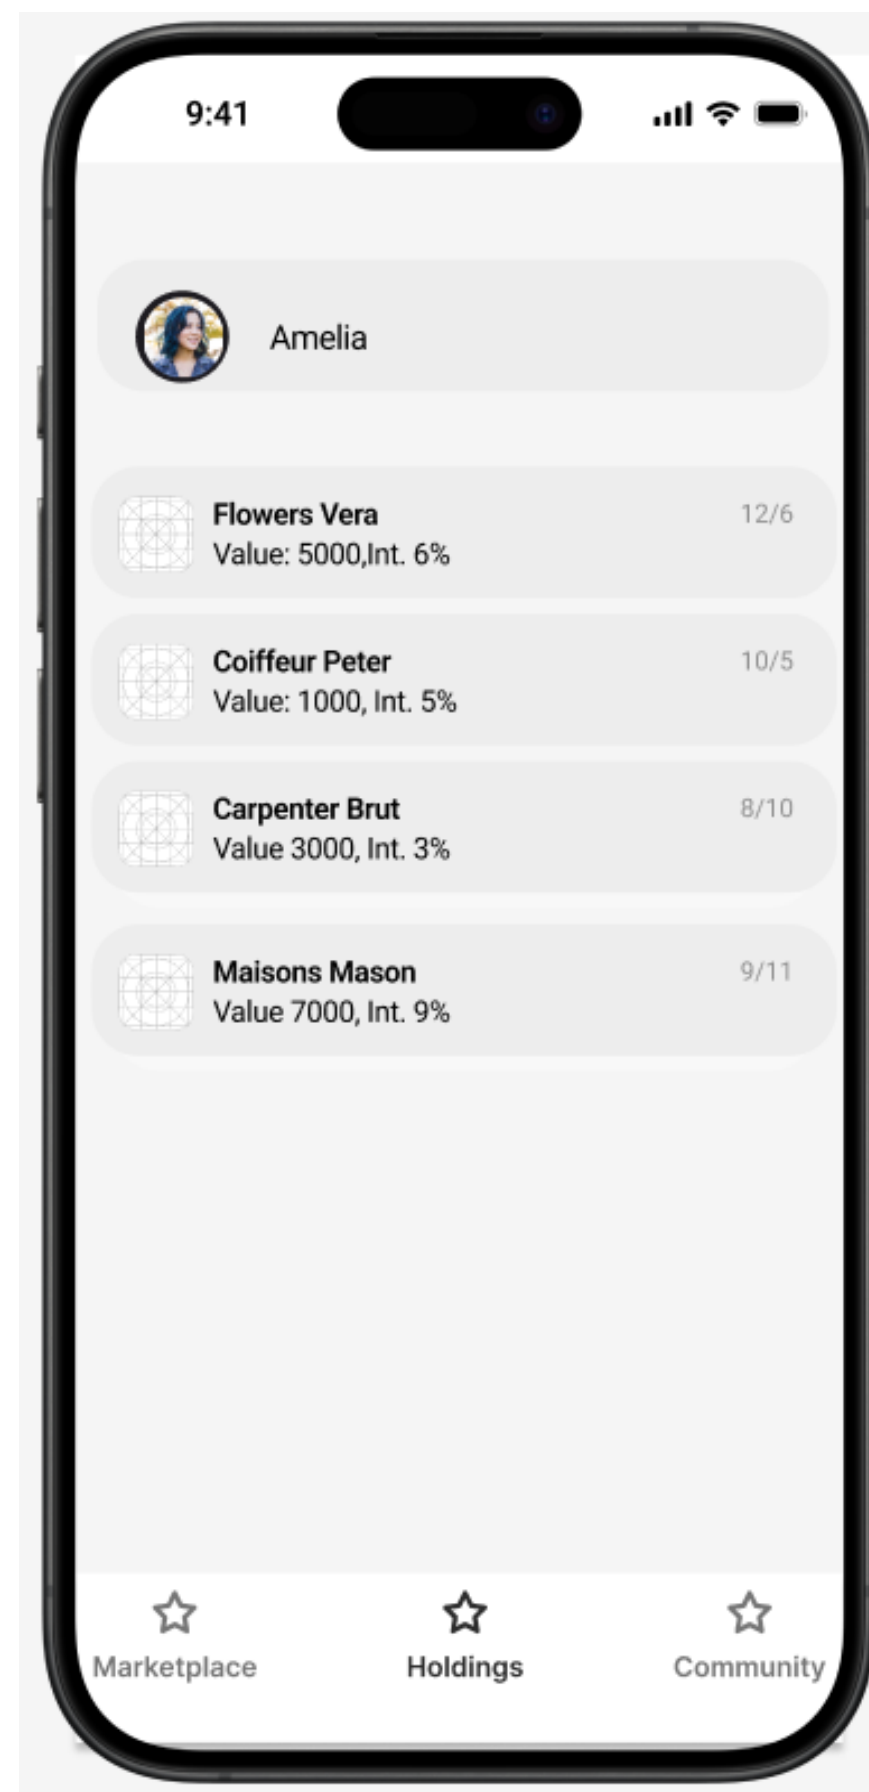 9:41
Amelia
Flowers Vera
12/6
Value: 5000,Int. 6%
Coiffeur Peter
10/5
Value: 1000, Int. 5%
Carpenter Brut
8/10
Value 3000, Int. 3%
Maisons Mason
9/11
Value 7000, Int. 9%
Marketplace
Holdings
Community